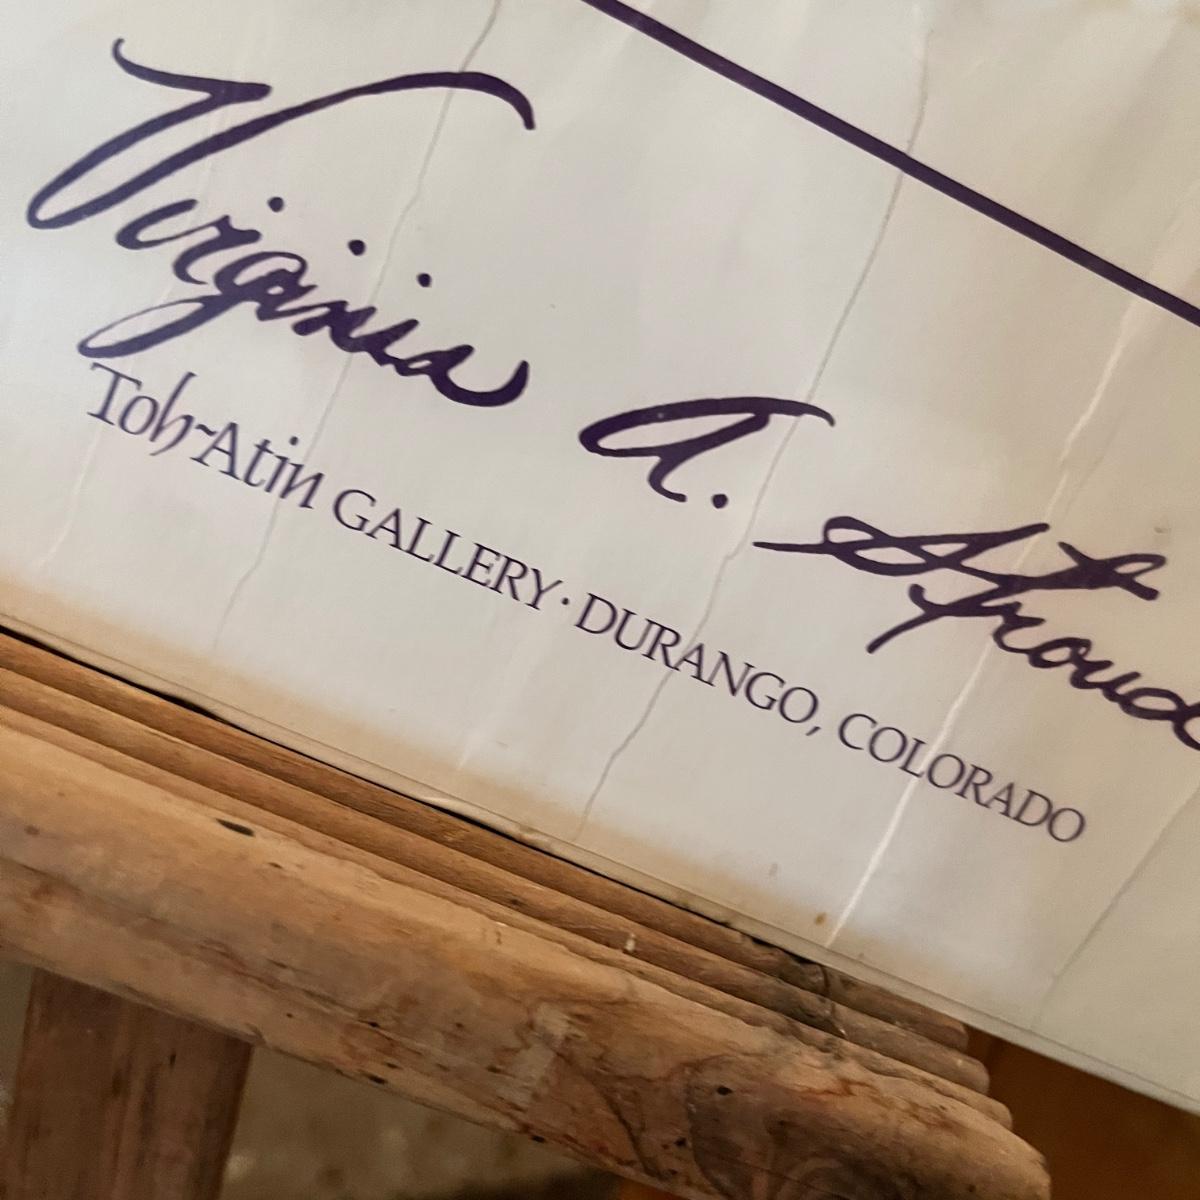 Virginia A. Stroud
Toh-Atin GALLERY · DURANGO, COLORADO